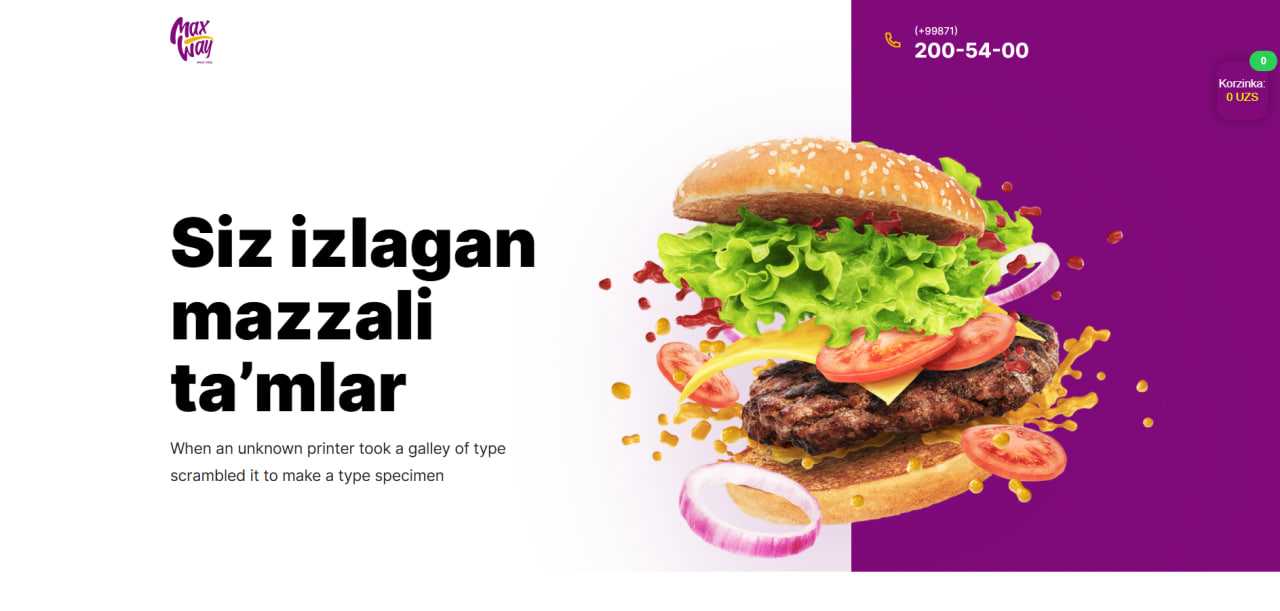 Max
Way
(+99871)
200-54-00
0
Korzinka:
0 UZS
Siz izlagan
mazzali
ta’mlar
When an unknown printer took a galley of type
scrambled it to make a type specimen